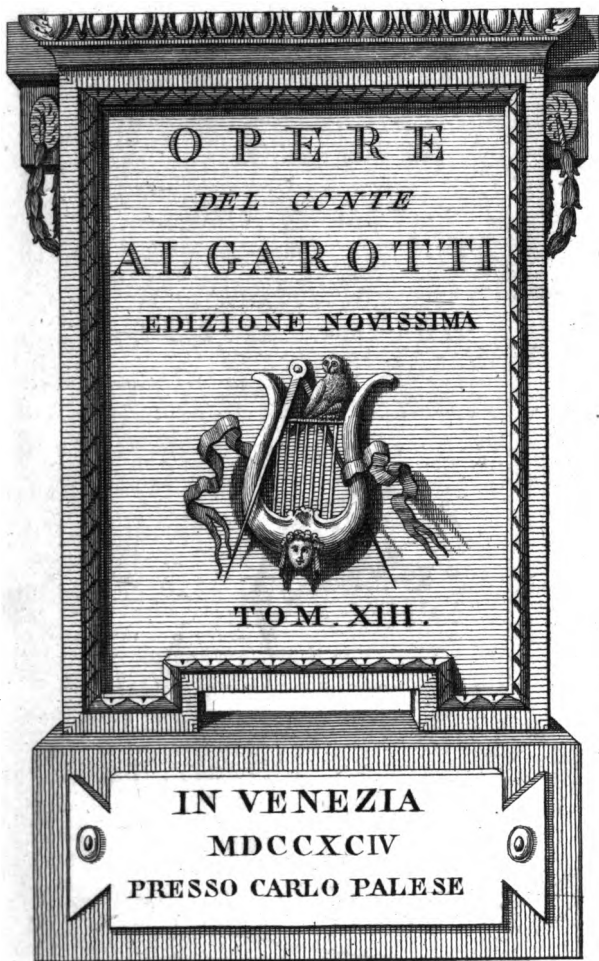 OPERE
DEL CONTE
ALGAROTTI
EDIZIONE NOVISSIMA
TOM. XIII.
IN VENEZIA
MDCCXCIV
PRESSO CARLO PALESE